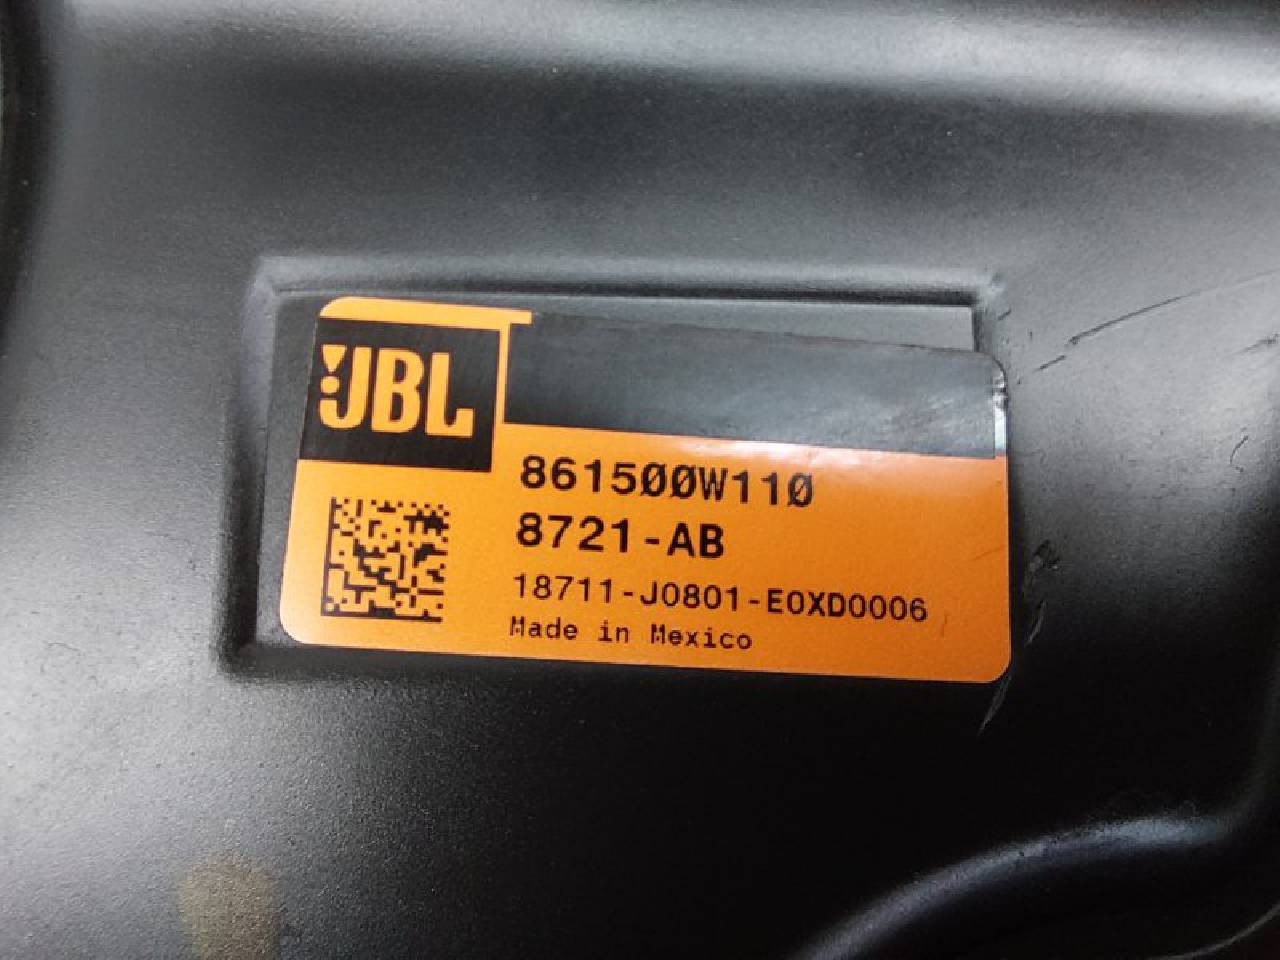 JBL
861500W110
8721-AB
18711-J0801-E0XD0006
Made in Mexico